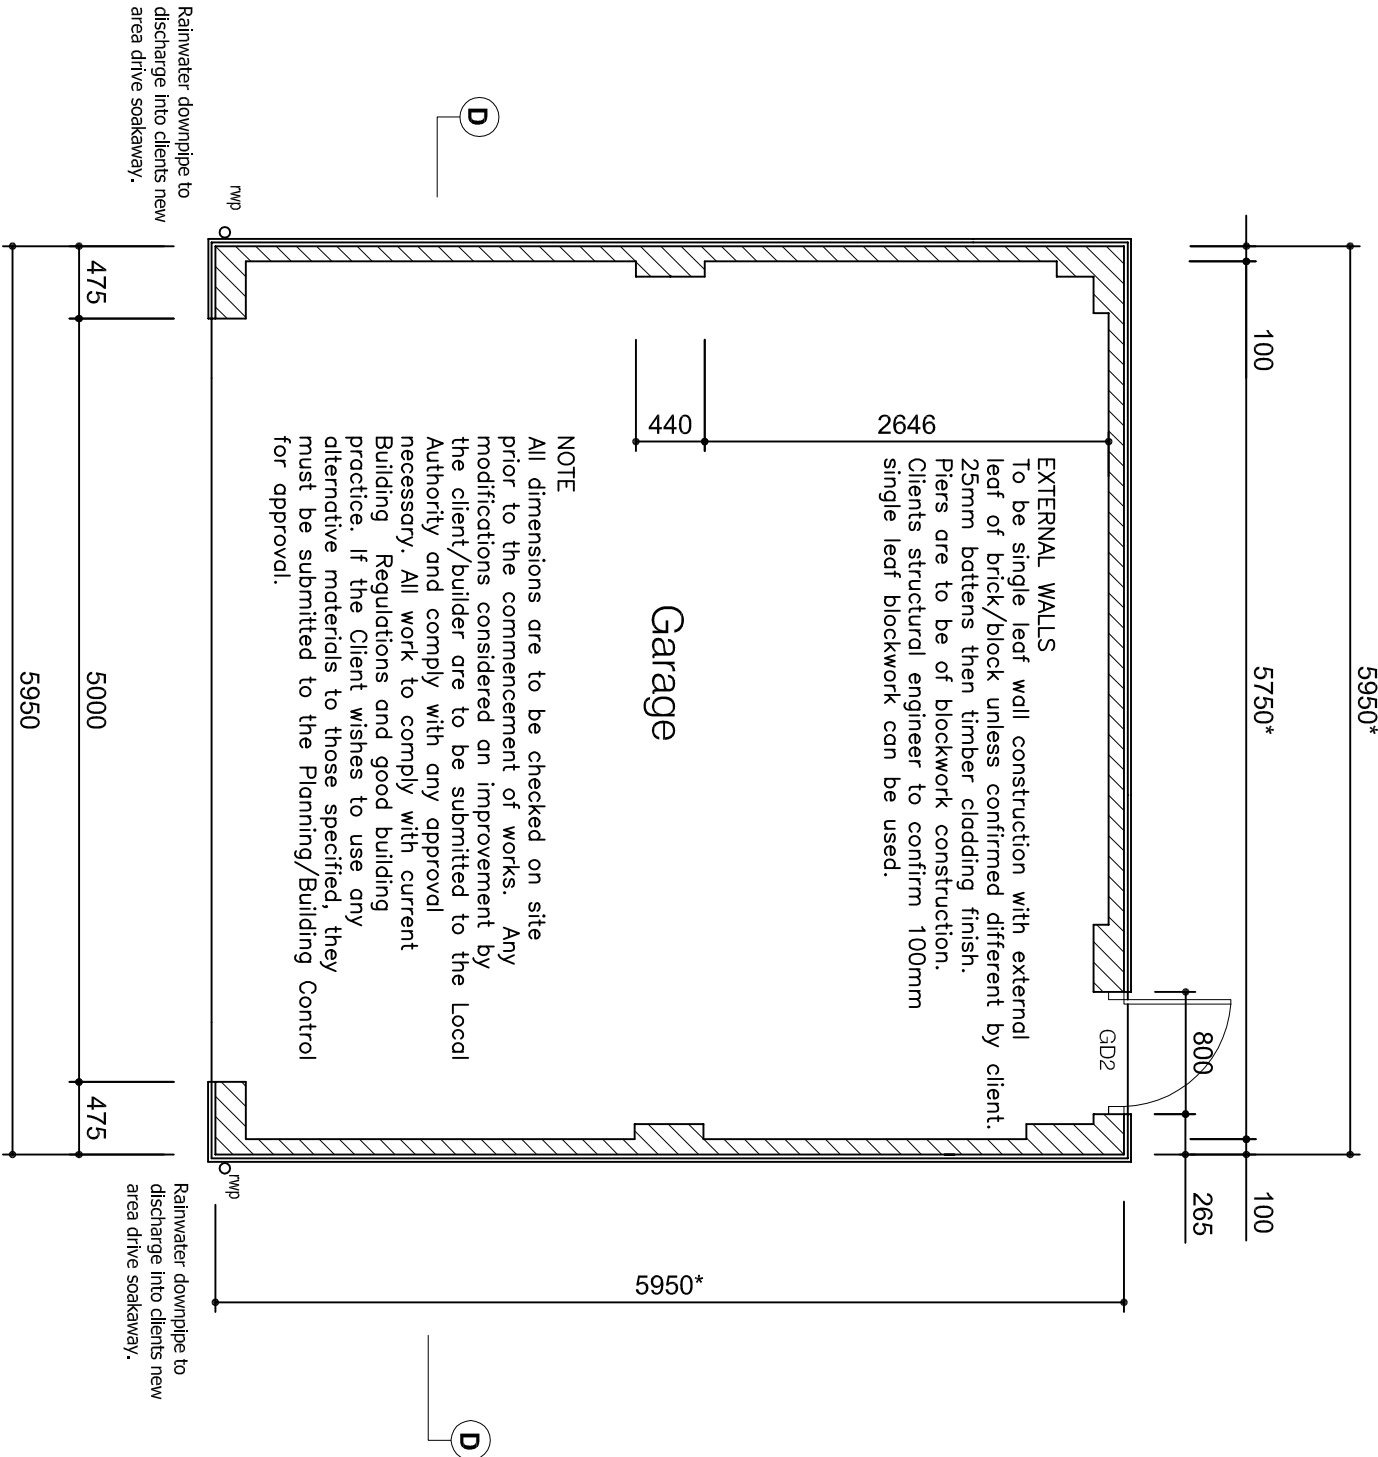 5950*
100
5750*
100
800
265
GD2
EXTERNAL WALLS
To be single leaf wall construction with external
leaf of brick/block unless confirmed different by client.
25mm battens then timber cladding finish.
Piers are to be of blockwork construction.
Clients structural engineer to confirm 100mm
single leaf blockwork can be used.
2646
440
Garage
5950*
NOTE
All dimensions are to be checked on site
prior to the commencement of works. Any
modifications considered an improvement by
the client/builder are to be submitted to the Local
Authority and comply with any approval
necessary. All work to comply with current
Building Regulations and good building
practice. If the Client wishes to use any
alternative materials to those specified, they
must be submitted to the Planning/Building Control
for approval.
D
D
rwp
rwp
Rainwater downpipe to
discharge into clients new
area drive soakaway.
Rainwater downpipe to
discharge into clients new
area drive soakaway.
475
5000
475
5950